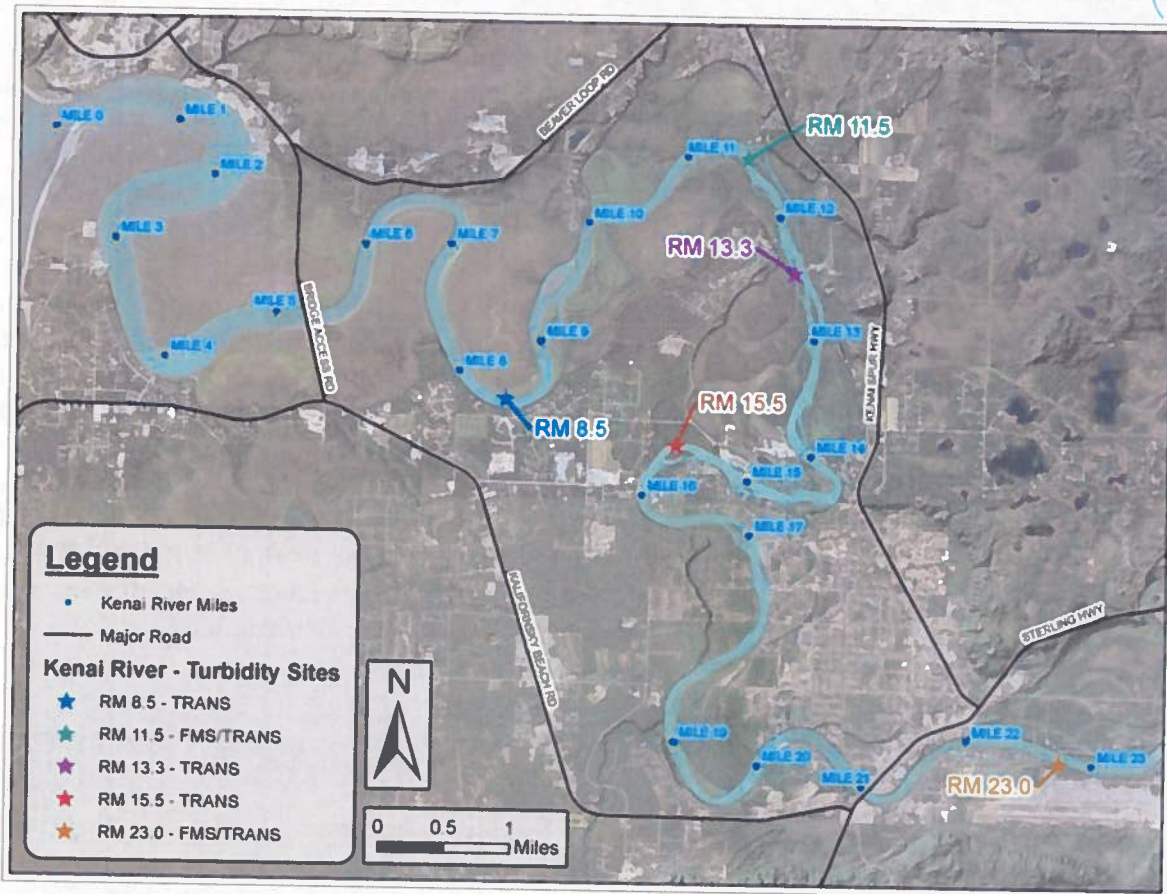 MILE 0
MILE 1
MILE 2
MILE 3
MILE 4
MILE 5
MILE 6
MILE 7
MILE 8
MILE 9
MILE 10
MILE 11
MILE 12
MILE 13
MILE 14
MILE 15
MILE 16
MILE 17
MILE 19
MILE 20
MILE 21
MILE 22
MILE 23
BEAVER LOOP RD
BRIDGE ACCESS RD
KENAI SPUR HWY
KALIFORNSKY BEACH RD
STERLING HWY
RM 11.5
RM 13.3
RM 15.5
RM 8.5
RM 23.0
Legend
Kenai River Miles
Major Road
Kenai River - Turbidity Sites
RM 8.5 - TRANS
RM 11.5 - FMS/TRANS
RM 13.3 - TRANS
RM 15.5 - TRANS
RM 23.0 - FMS/TRANS
N
0 0.5 1
Miles